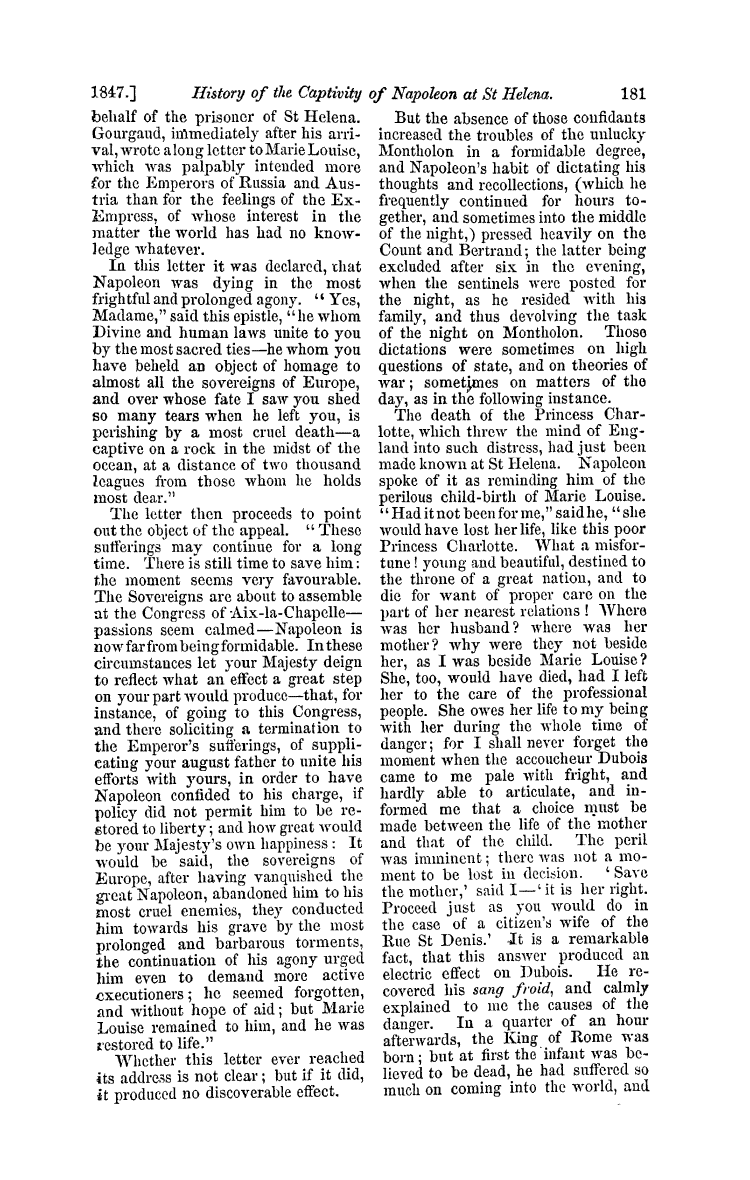 1847.] History of the Captivity of Napoleon at St Helena. 181
behalf of the prisoner of St Helena.
Gourgaud, immediately after his arri-
val, wrote a long letter to Marie Louise,
which was palpably intended more
for the Emperors of Russia and Aus-
tria than for the feelings of the Ex-
Empress, of whose interest in the
matter the world has had no know-
ledge whatever.
In this letter it was declared, that
Napoleon was dying in the most
frightful and prolonged agony. "Yes,
Madame," said this epistle, "he whom
Divine and human laws unite to you
by the most sacred ties—he whom you
have beheld an object of homage to
almost all the sovereigns of Europe,
and over whose fate I saw you shed
so many tears when he left you, is
perishing by a most cruel death—a
captive on a rock in the midst of the
ocean, at a distance of two thousand
leagues from those whom he holds
most dear."
The letter then proceeds to point
out the object of the appeal. "These
sufferings may continue for a long
time. There is still time to save him:
the moment seems very favourable.
The Sovereigns are about to assemble
at the Congress of Aix-la-Chapelle—
passions seem calmed—Napoleon is
now far from being formidable. In these
circumstances let your Majesty deign
to reflect what an effect a great step
on your part would produce—that, for
instance, of going to this Congress,
and there soliciting a termination to
the Emperor's sufferings, of suppli-
cating your august father to unite his
efforts with yours, in order to have
Napoleon confided to his charge, if
policy did not permit him to be re-
stored to liberty; and how great would
be your Majesty's own happiness: It
would be said, the sovereigns of
Europe, after having vanquished the
great Napoleon, abandoned him to his
most cruel enemies, they conducted
him towards his grave by the most
prolonged and barbarous torments,
the continuation of his agony urged
him even to demand more active
executioners; he seemed forgotten,
and without hope of aid; but Marie
Louise remained to him, and he was
restored to life."
Whether this letter ever reached
its address is not clear; but if it did,
it produced no discoverable effect.
But the absence of those confidants
increased the troubles of the unlucky
Montholon in a formidable degree,
and Napoleon's habit of dictating his
thoughts and recollections, (which he
frequently continued for hours to-
gether, and sometimes into the middle
of the night,) pressed heavily on the
Count and Bertrand; the latter being
excluded after six in the evening,
when the sentinels were posted for
the night, as he resided with his
family, and thus devolving the task
of the night on Montholon. Those
dictations were sometimes on high
questions of state, and on theories of
war; sometimes on matters of the
day, as in the following instance.
The death of the Princess Char-
lotte, which threw the mind of Eng-
land into such distress, had just been
made known at St Helena. Napoleon
spoke of it as reminding him of the
perilous child-birth of Marie Louise.
"Had it not been for me," said he, "she
would have lost her life, like this poor
Princess Charlotte. What a misfor-
tune! young and beautiful, destined to
the throne of a great nation, and to
die for want of proper care on the
part of her nearest relations! Where
was her husband? where was her
mother? why were they not beside
her, as I was beside Marie Louise?
She, too, would have died, had I left
her to the care of the professional
people. She owes her life to my being
with her during the whole time of
danger; for I shall never forget the
moment when the accoucheur Dubois
came to me pale with fright, and
hardly able to articulate, and in-
formed me that a choice must be
made between the life of the mother
and that of the child. The peril
was imminent; there was not a mo-
ment to be lost in decision. 'Save
the mother,' said I—'it is her right.
Proceed just as you would do in
the case of a citizen's wife of the
Rue St Denis.' It is a remarkable
fact, that this answer produced an
electric effect on Dubois. He re-
covered his sang froid, and calmly
explained to me the causes of the
danger. In a quarter of an hour
afterwards, the King of Rome was
born; but at first the infant was be-
lieved to be dead, he had suffered so
much on coming into the world, and